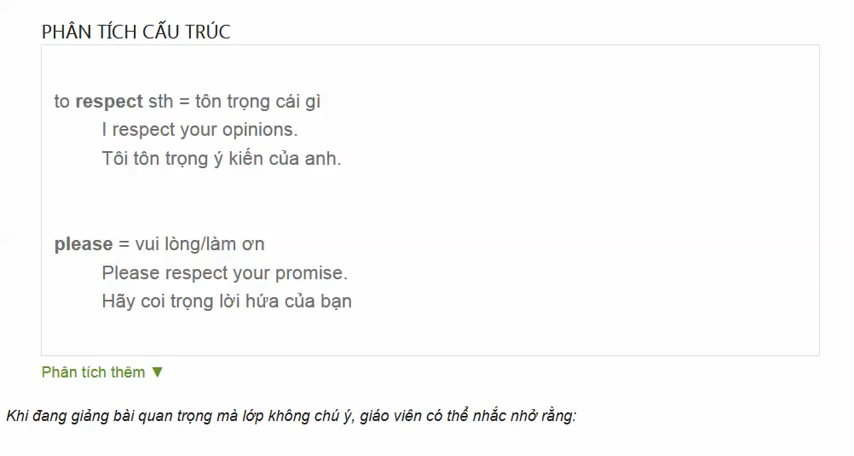 PHÂN TÍCH CẤU TRÚC
to respect sth = tôn trọng cái gì
I respect your opinions.
Tôi tôn trọng ý kiến của anh.
please = vui lòng/làm ơn
Please respect your promise.
Hãy coi trọng lời hứa của bạn
Phân tích thêm ▼
Khi đang giảng bài quan trọng mà lớp không chú ý, giáo viên có thể nhắc nhở rằng: